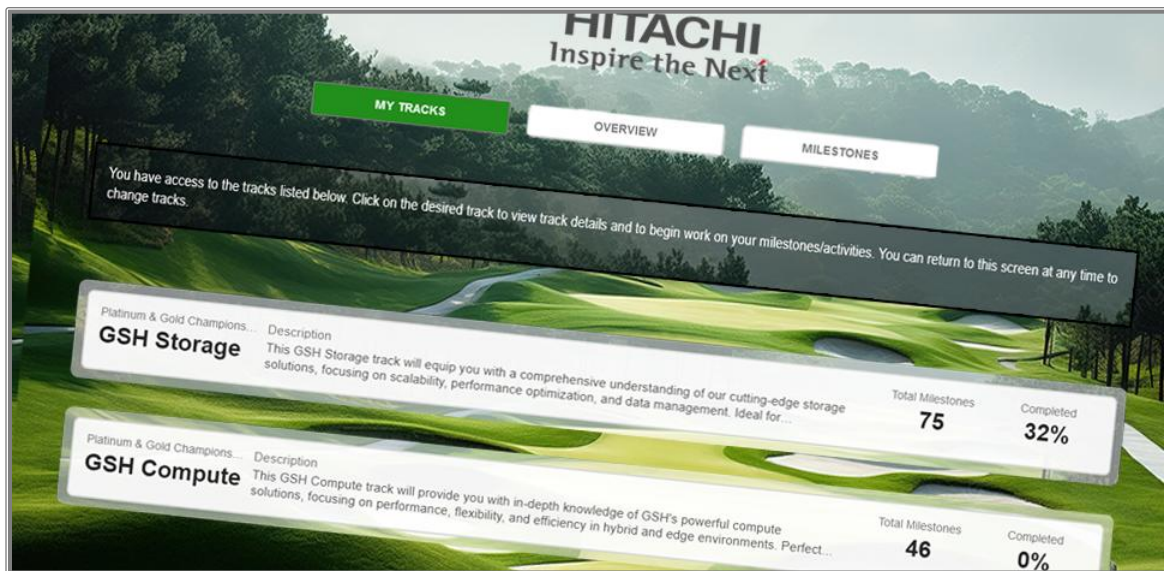 HITACHI
Inspire the Next
MY TRACKS
OVERVIEW
MILESTONES
You have access to the tracks listed below. Click on the desired track to view track details and to begin work on your milestones/activities. You can return to this screen at any time to
change tracks.
Platinum & Gold Champions...
GSH Storage
Description
This GSH Storage track will equip you with a comprehensive understanding of our cutting-edge storage
solutions, focusing on scalability, performance optimization, and data management. Ideal for...
Total Milestones
75
Completed
32%
Platinum & Gold Champions...
GSH Compute
Description
This GSH Compute track will provide you with in-depth knowledge of GSH's powerful compute
solutions, focusing on performance, flexibility, and efficiency in hybrid and edge environments. Perfect...
Total Milestones
46
Completed
0%